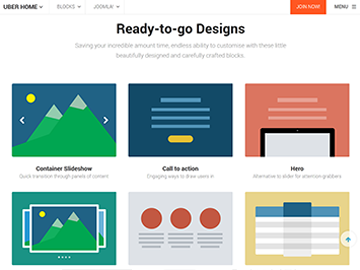 UBER HOME BLOCKS JOOMLA! JOIN NOW! MENU
Ready-to-go Designs
Saving your incredible amount time, endless ability to customise with these little
beautifully designed and carefully crafted blocks.
Container Slideshow Call to action Hero
Quick transition through panels of content Engaging ways to draw users in Alternative to slider for attention-grabbers